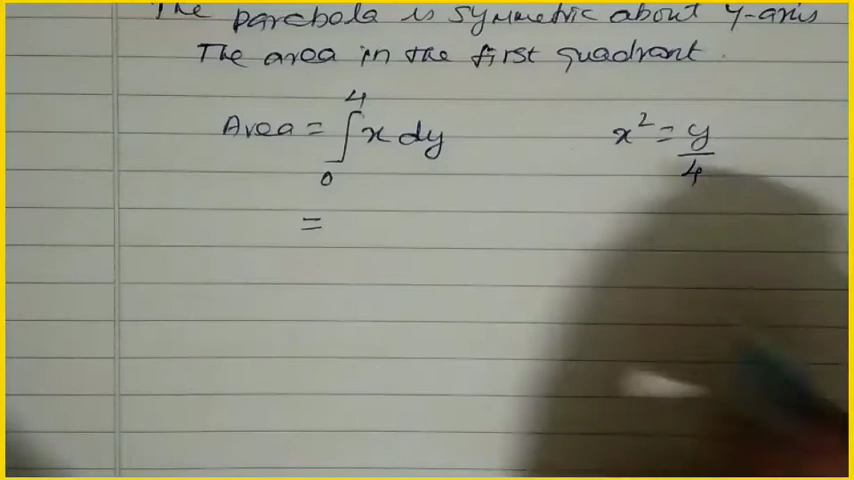 The parabola is symmetric about y-axis
The area in the first quadrant.
Area = ∫₀⁴ x dy    x² = y/4
=